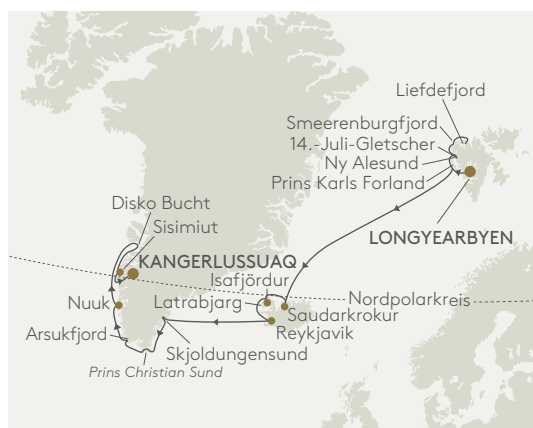 Liefdefjord
Smeerenburgfjord
14.-Juli-Gletscher
Ny Alesund
Prins Karls Forland
LONGYEARBYEN
Disko Bucht
Sisimiut
KANGERLUSSUAQ
Isafjördur
Latrabjarg
Nordpolarkreis
Saudarkrokur
Nuuk
Reykjavik
Arsukfjord
Skjoldungensund
Prins Christian Sund